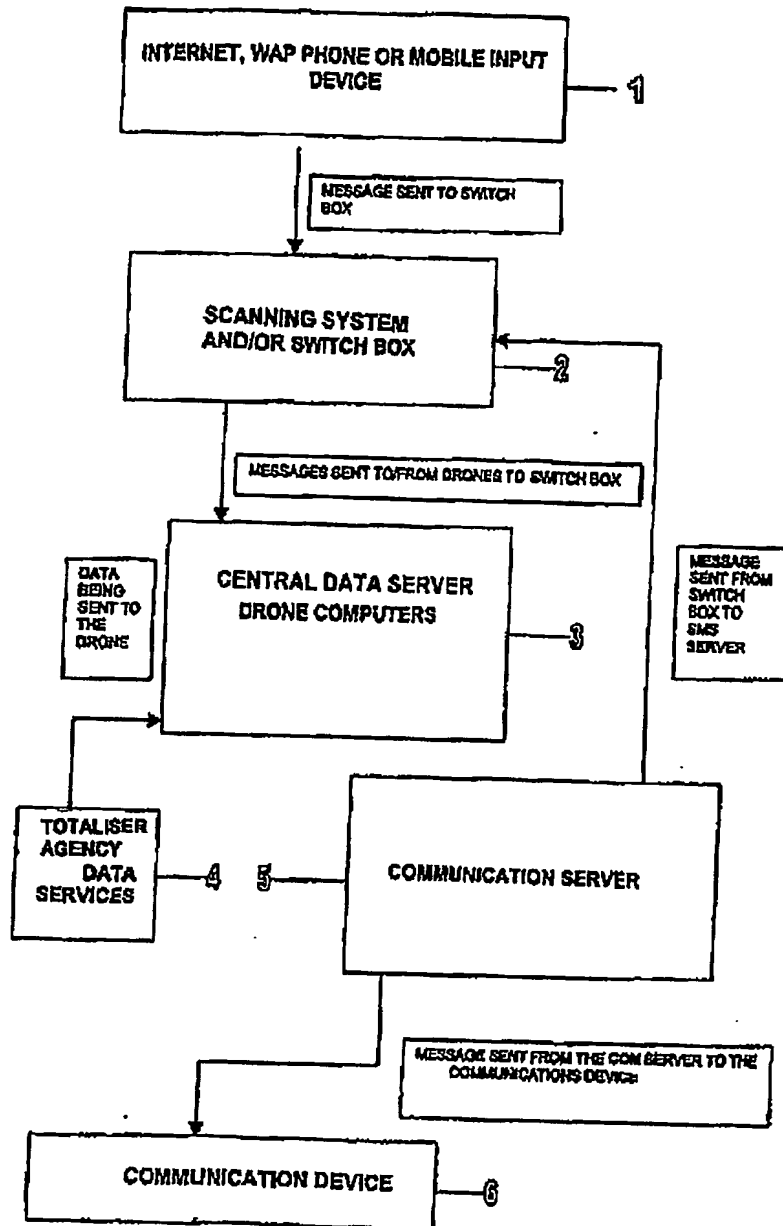 INTERNET, WAP PHONE OR MOBILE INPUT
DEVICE
1
MESSAGE SENT TO SWITCH
BOX
SCANNING SYSTEM
AND/OR SWITCH BOX
2
MESSAGES SENT TO/FROM DRONES TO SWITCH BOX
DATA
BEING
SENT TO
THE
DRONE
CENTRAL DATA SERVER
DRONE COMPUTERS
3
MESSAGE
SENT FROM
SWITCH
BOX TO
SMS
SERVER
TOTALISER
AGENCY
DATA
SERVICES
4
5
COMMUNICATION SERVER
MESSAGE SENT FROM THE COM SERVER TO THE
COMMUNICATIONS DEVICE
COMMUNICATION DEVICE
6